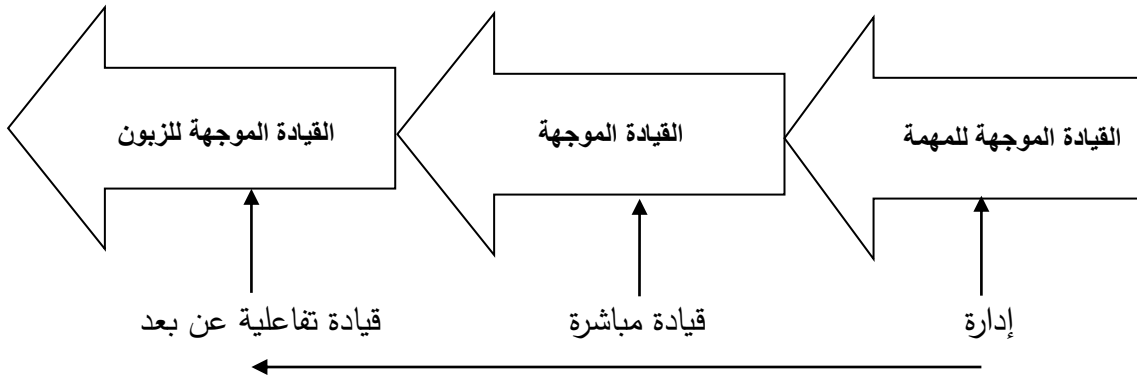 القيادة الموجهة للمهمة
القيادة الموجهة
القيادة الموجهة للزبون
إدارة
قيادة مباشرة
قيادة تفاعلية عن بعد